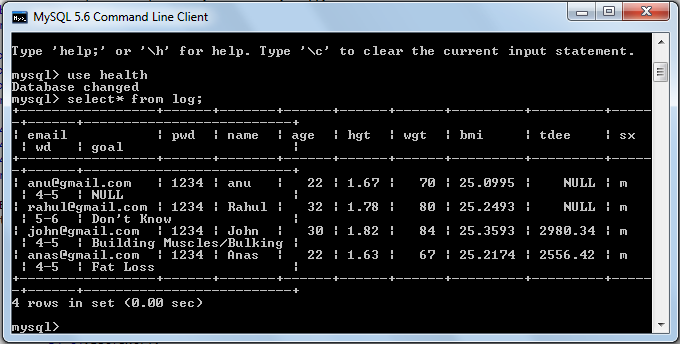 MySQL 5.6 Command Line Client
Type 'help;' or '\h' for help. Type '\c' to clear the current input statement.
mysql> use health
Database changed
mysql> select* from log;
+----------------+------+-------+------+------+------+---------+---------+-----
-+------+--------------------------+
| email | pwd | name | age | hgt | wgt | bmi | tdee | sx
| wd | goal |
+----------------+------+-------+------+------+------+---------+---------+-----
-+------+--------------------------+
| anu@gmail.com | 1234 | anu | 22 | 1.67 | 70 | 25.0995 | NULL | m
| 4-5 | NULL |
| rahul@gmail.com | 1234 | Rahul | 32 | 1.78 | 80 | 25.2493 | NULL | m
| 5-6 | Don't Know |
| john@gmail.com | 1234 | John | 30 | 1.82 | 84 | 25.3593 | 2980.34 | m
| 4-5 | Building Muscles/Bulking |
| anas@gmail.com | 1234 | Anas | 22 | 1.63 | 67 | 25.2174 | 2556.42 | m
| 4-5 | Fat Loss |
+----------------+------+-------+------+------+------+---------+---------+-----
-+------+--------------------------+
4 rows in set (0.00 sec)
mysql>